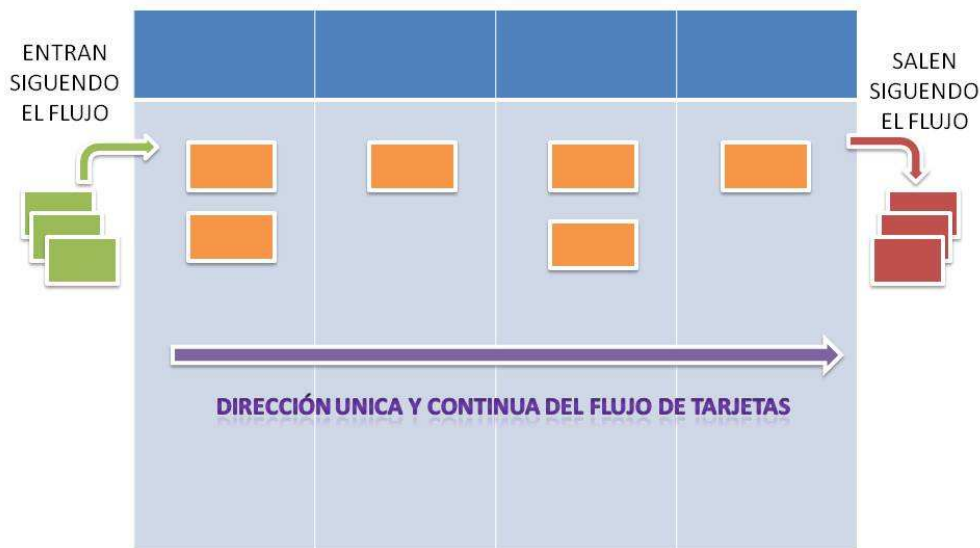 ENTRAN
SIGUENDO
EL FLUJO
SALEN
SIGUENDO
EL FLUJO
DIRECCIÓN UNICA Y CONTINUA DEL FLUJO DE TARJETAS